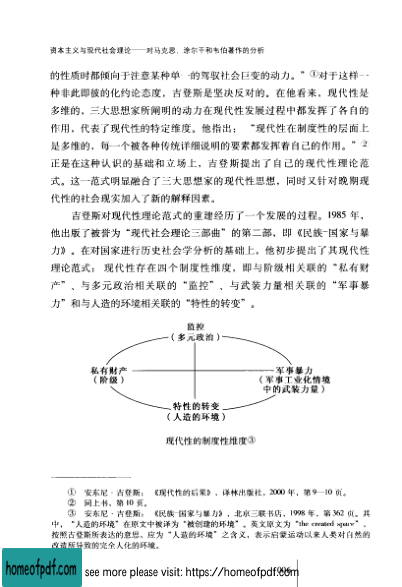 资本主义与现代社会理论——对马克思、涂尔干和韦伯著作的分析
的性质时都倾向于注意某种单一的驾驭社会巨变的动力。”①对于这样一
种非此即彼的化约论态度，吉登斯是坚决反对的。在他看来，现代性是
多维的，三大思想家所阐明的动力在现代性发展过程中都发挥了各自的
作用，代表了现代性的特定维度。他指出：“现代性在制度性的层面上
是多维的，每一个被各种传统详细说明的要素都发挥着自己的作用。”②
正是在这种认识的基础和立场上，吉登斯提出了自己的现代性理论范
式。这一范式明显融合了三大思想家的现代性思想，同时又针对晚期现
代性的社会现实加入了新的解释因素。
吉登斯对现代性理论范式的重建经历了一个发展的过程。1985 年，
他出版了被誉为“现代社会理论三部曲”的第二部，即《民族-国家与暴
力》。在对国家进行历史社会学分析的基础上，他初步提出了其现代性
理论范式：现代性存在四个制度性维度，即与阶级相关联的“私有财
产”、与多元政治相关联的“监控”、与武装力量相关联的“军事暴
力”和与人造的环境相关联的“特性的转变”。
监控
（多元政治）
私有财产
（阶级）
军事暴力
（军事工业化情境
中的武装力量）
特性的转变
（人造的环境）
现代性的制度性维度③
① 安东尼·吉登斯：《现代性的后果》，译林出版社，2000 年，第9—10 页。
② 同上书，第 10 页。
③ 安东尼·吉登斯：《民族-国家与暴力》，北京三联书店，1998 年，第 362 页。其
中，“人造的环境”在原文中被译为“被创建的环境”。英文原文为“the created space”，
按照吉登斯所表达的意思，应为“人造的环境”之含义，表示启蒙运动以来人类对自然的
改造所导致的完全人化的环境。
homeofpdf.com
see more please visit: https://homeofpdf.com